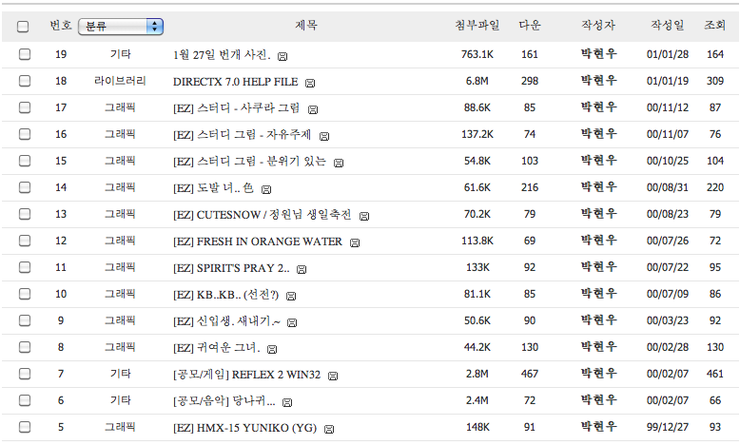 번호 분류 제목 첨부파일 다운 작성자 작성일 조회
19 기타 1월 27일 번개 사진. 763.1K 161 박현우 01/01/28 164
18 라이브러리 DIRECTX 7.0 HELP FILE 6.8M 298 박현우 01/01/19 309
17 그래픽 [EZ] 스터디 - 사쿠라 그림 88.6K 85 박현우 00/11/12 87
16 그래픽 [EZ] 스터디 그림 - 자유주제 137.2K 74 박현우 00/11/07 76
15 그래픽 [EZ] 스터디 그림 - 분위기 있는 54.8K 103 박현우 00/10/25 104
14 그래픽 [EZ] 도발 녀.. 色 61.6K 216 박현우 00/08/31 220
13 그래픽 [EZ] CUTESNOW / 정원님 생일축전 70.2K 79 박현우 00/08/23 79
12 그래픽 [EZ] FRESH IN ORANGE WATER 113.8K 69 박현우 00/07/26 72
11 그래픽 [EZ] SPIRIT'S PRAY 2.. 133K 92 박현우 00/07/22 95
10 그래픽 [EZ] KB..KB.. (선전?) 81.1K 85 박현우 00/07/09 86
9 그래픽 [EZ] 신입생. 새내기.~ 50.6K 90 박현우 00/03/23 92
8 그래픽 [EZ] 귀여운 그녀. 44.2K 130 박현우 00/02/28 130
7 기타 [공모/게임] REFLEX 2 WIN32 2.8M 467 박현우 00/02/07 461
6 기타 [공모/음악] 당나귀... 2.4M 72 박현우 00/02/07 66
5 그래픽 [EZ] HMX-15 YUNIKO (YG) 148K 91 박현우 99/12/27 93